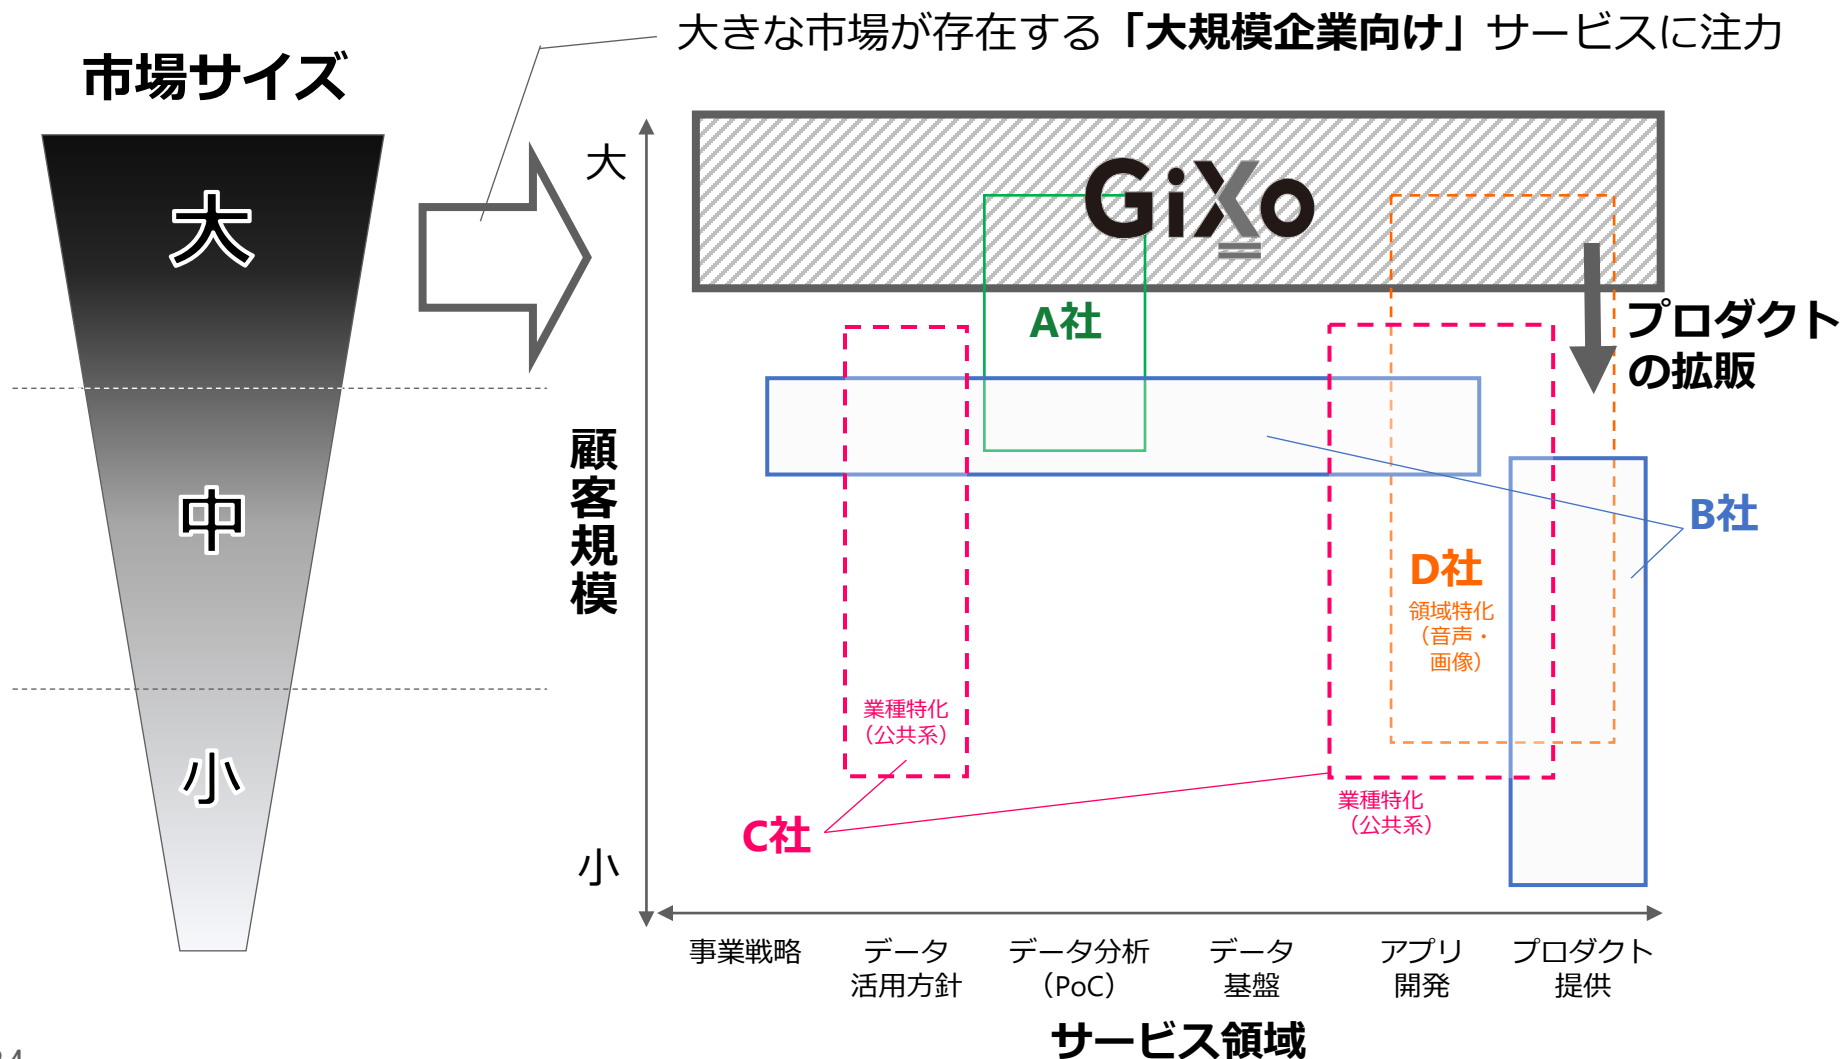 大きな市場が存在する「大規模企業向け」サービスに注力
市場サイズ
大
中
小
大
顧客規模
小
GiXo
A社
プロダクト
の拡販
B社
D社
領域特化
（音声・
画像）
業種特化
（公共系）
C社
業種特化
（公共系）
事業戦略
データ
活用方針
データ分析
（PoC）
データ
基盤
アプリ
開発
プロダクト
提供
サービス領域